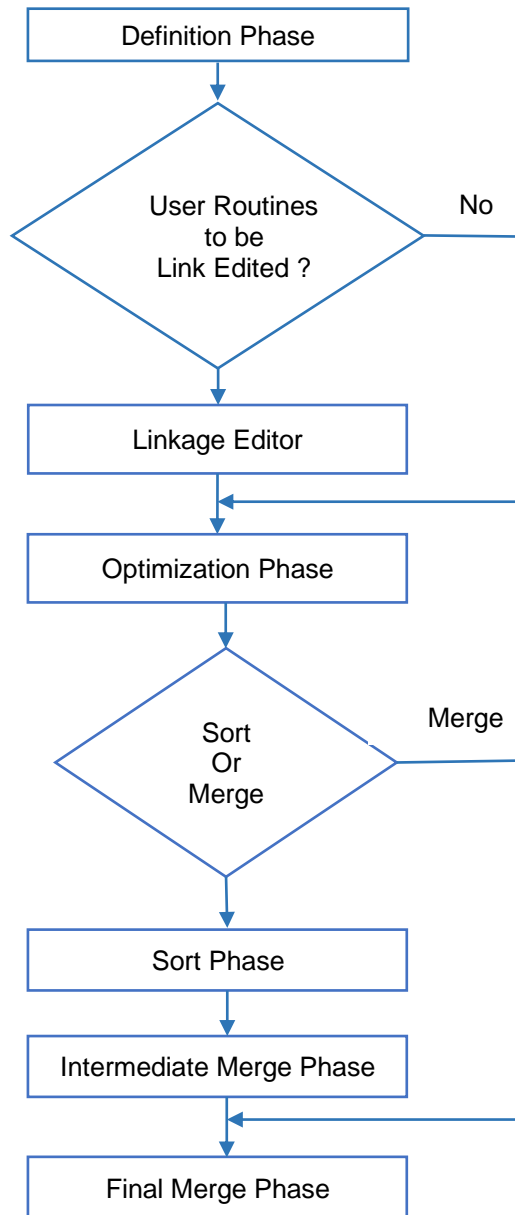 Definition Phase
User Routines
to be
Link Edited ?
No
Linkage Editor
Optimization Phase
Sort
Or
Merge
Merge
Sort Phase
Intermediate Merge Phase
Final Merge Phase